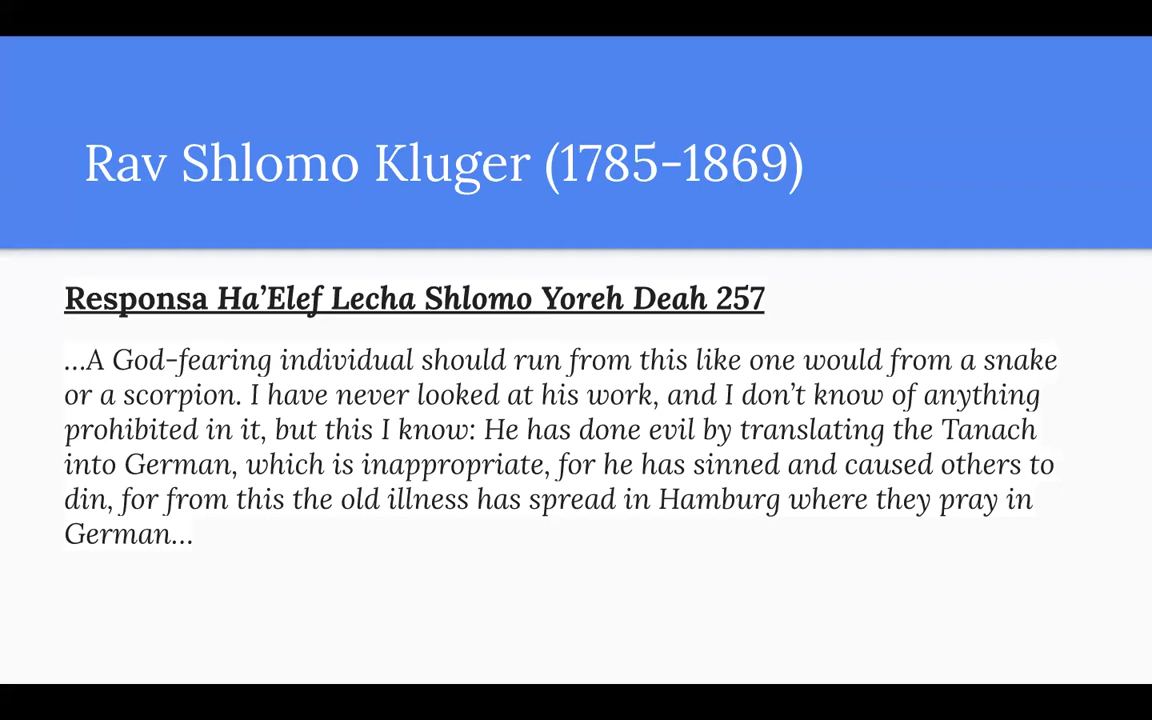 Rav Shlomo Kluger (1785-1869)
Responsa Ha’Elef Lecha Shlomo Yoreh Deah 257
…A God-fearing individual should run from this like one would from a snake
or a scorpion. I have never looked at his work, and I don’t know of anything
prohibited in it, but this I know: He has done evil by translating the Tanach
into German, which is inappropriate, for he has sinned and caused others to
din, for from this the old illness has spread in Hamburg where they pray in
German…